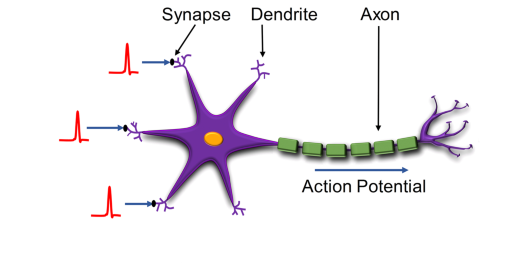 Synapse Dendrite Axon
Action Potential